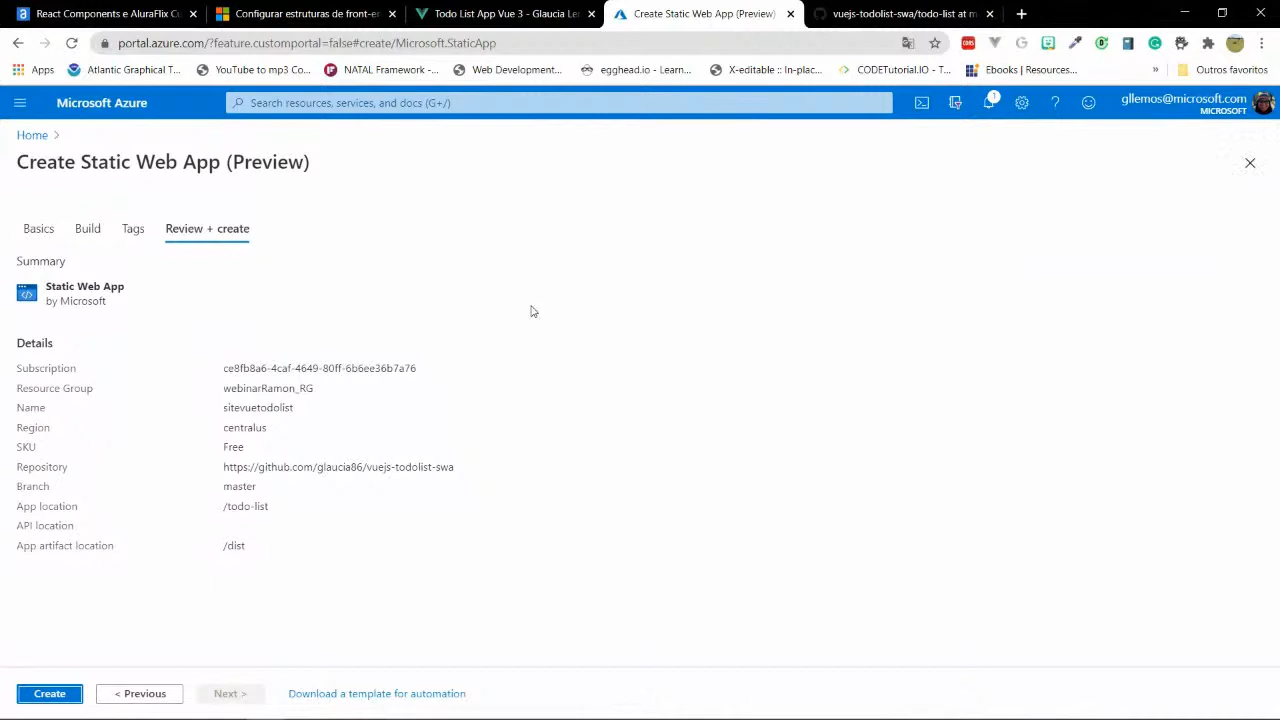 React Components e AluraFlix Cu
Configurar estruturas de front-er
Todo List App Vue 3 - Glaucia Le
Create Static Web App (Preview)
vuejs-todolist-swa/todo-list at m
portal.azure.com/?feature.customportal=false#create/Microsoft.StaticApp
Apps
Atlantic Graphical T...
YouTube to mp3 Co...
NATAL Framework -...
Web Developmen...
egghead.io - Learn...
X-editable :: In-plac...
CODETutorial.IO - T...
Ebooks | Resources...
»
Outros favoritos
Microsoft Azure
Search resources, services, and docs (G+/)
1
gllemos@microsoft.com
MICROSOFT
Home >
Create Static Web App (Preview)
Basics
Build
Tags
Review + create
Summary
Static Web App
by Microsoft
Details
Subscription ce8fb8a6-4caf-4649-80ff-6b6ee36b7a76
Resource Group webinarRamon_RG
Name sitevuetodolist
Region centralus
SKU Free
Repository https://github.com/glaucia86/vuejs-todolist-swa
Branch master
App location /todo-list
API location
App artifact location /dist
Create
< Previous
Next >
Download a template for automation